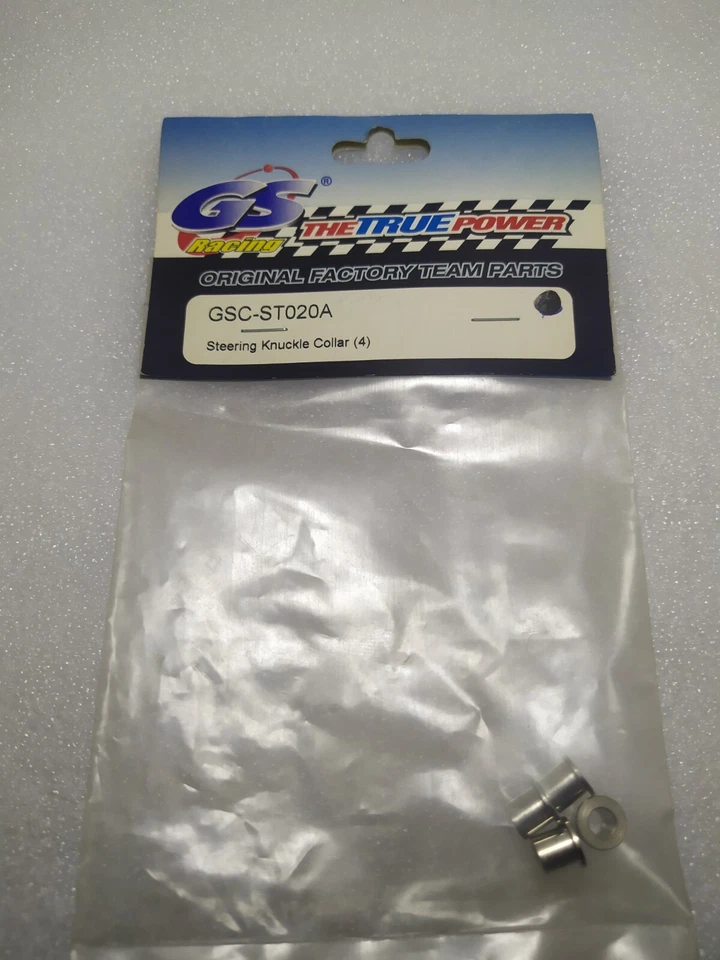 GS®
Racing
THE TRUE POWER
ORIGINAL FACTORY TEAM PARTS
GSC-ST020A
Steering Knuckle Collar (4)